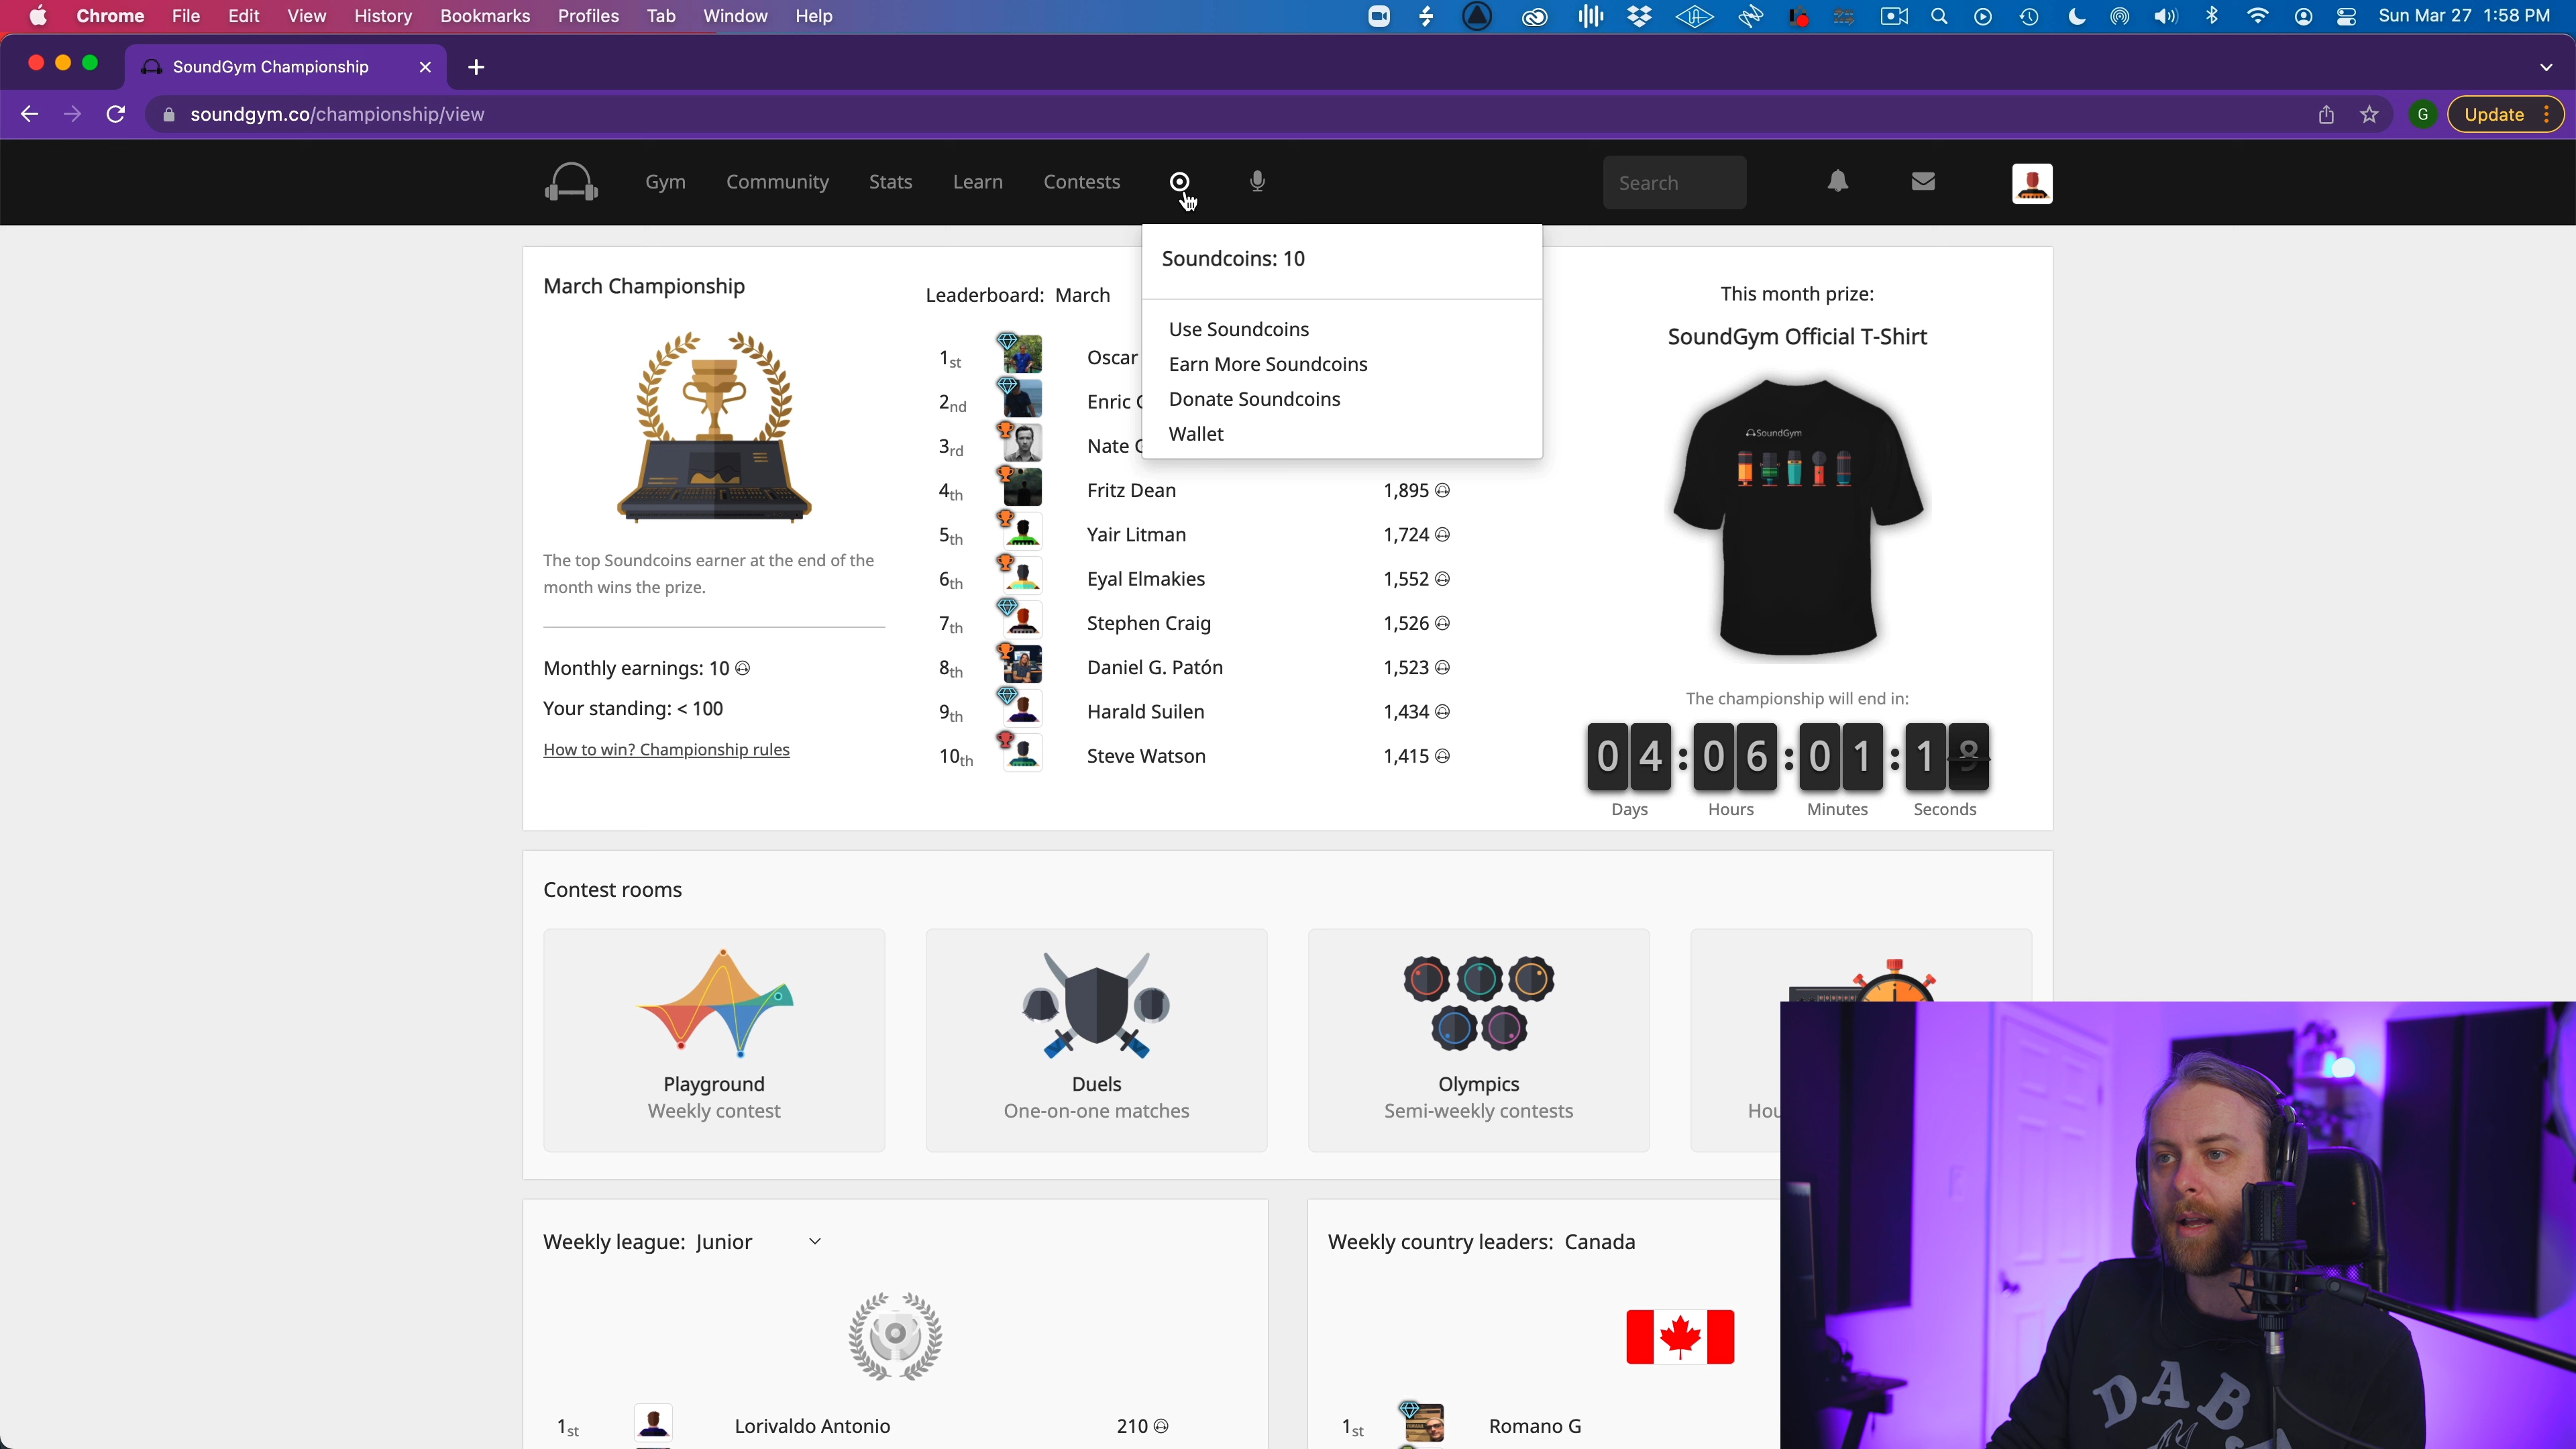 Chrome File Edit View History Bookmarks Profiles Tab Window Help Sun Mar 27 1:58 PM
SoundGym Championship
soundgym.co/championship/view G Update
Gym Community Stats Learn Contests Search
Soundcoins: 10
Use Soundcoins
Earn More Soundcoins
Donate Soundcoins
Wallet
March Championship
The top Soundcoins earner at the end of the
month wins the prize.
Monthly earnings: 10
Your standing: < 100
How to win? Championship rules
Leaderboard: March
1st Oscar
2nd Enric
3rd Nate
4th Fritz Dean 1,895
5th Yair Litman 1,724
6th Eyal Elmakies 1,552
7th Stephen Craig 1,526
8th Daniel G. Patón 1,523
9th Harald Suilen 1,434
10th Steve Watson 1,415
This month prize:
SoundGym Official T-Shirt
SoundGym
The championship will end in:
04 : 06 : 01 : 1
Days Hours Minutes Seconds
Contest rooms
Playground
Weekly contest
Duels
One-on-one matches
Olympics
Semi-weekly contests
Weekly league: Junior
1st Lorivaldo Antonio 210
Weekly country leaders: Canada
1st Romano G
DAB